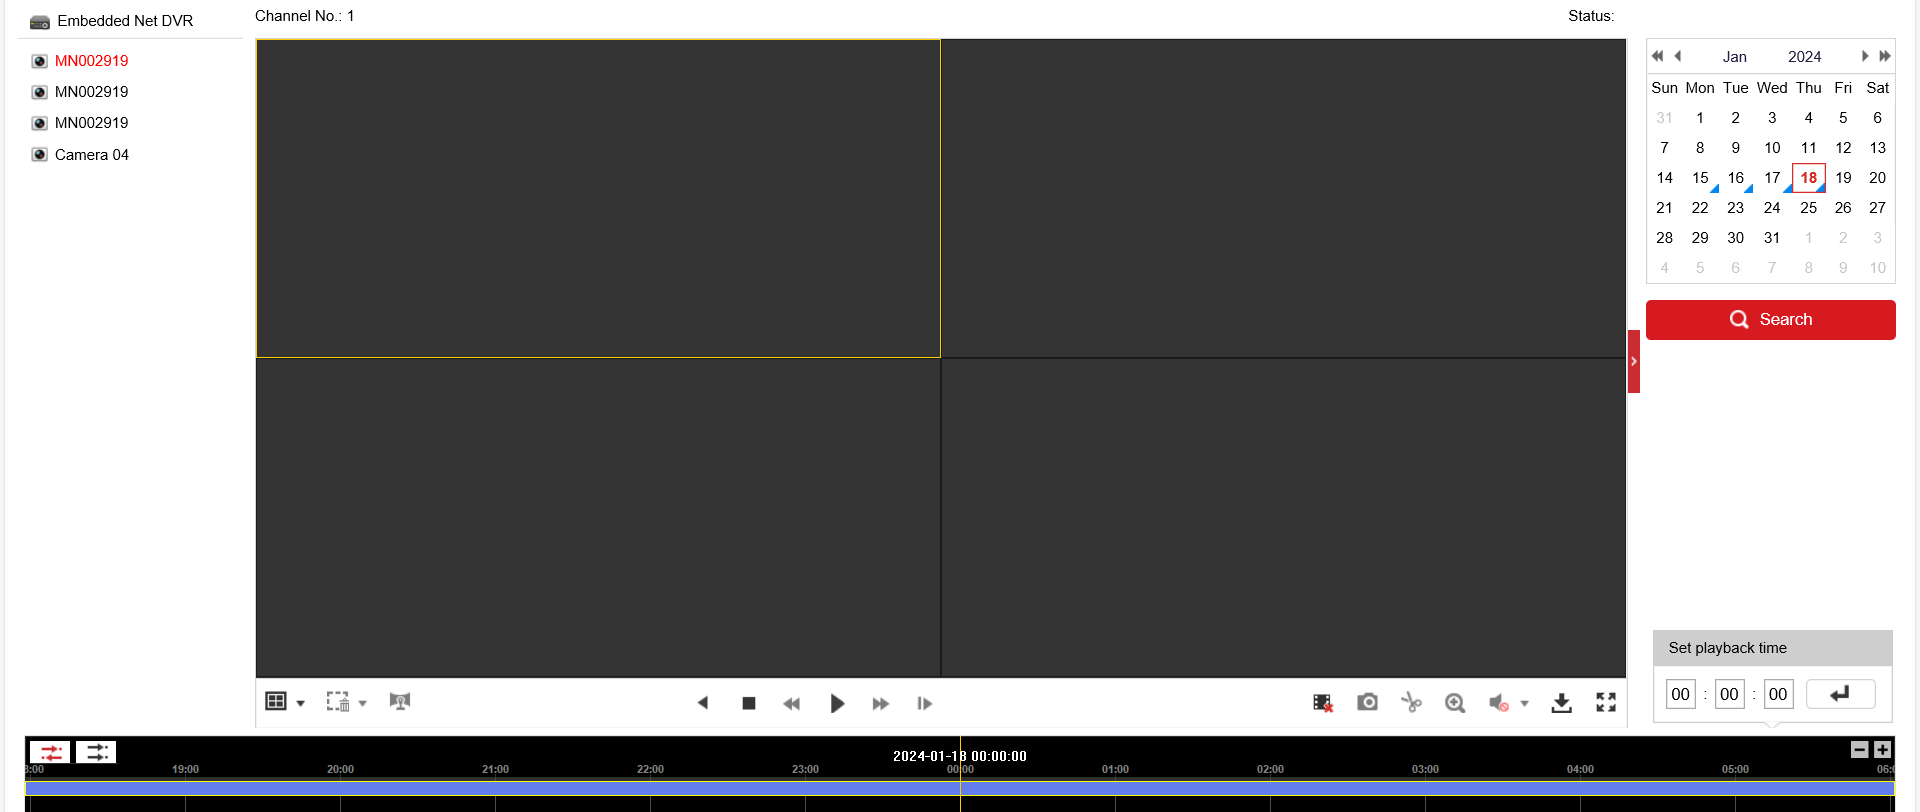 Embedded Net DVR
Channel No.: 1
Status:
MN002919
MN002919
MN002919
Camera 04
Jan 2024
Sun Mon Tue Wed Thu Fri Sat
31 1 2 3 4 5 6
7 8 9 10 11 12 13
14 15 16 17 18 19 20
21 22 23 24 25 26 27
28 29 30 31 1 2 3
4 5 6 7 8 9 10
Search
Set playback time
00 : 00 : 00
2024-01-18 00:00:00
8:00 19:00 20:00 21:00 22:00 23:00 00:00 01:00 02:00 03:00 04:00 05:00 06:0